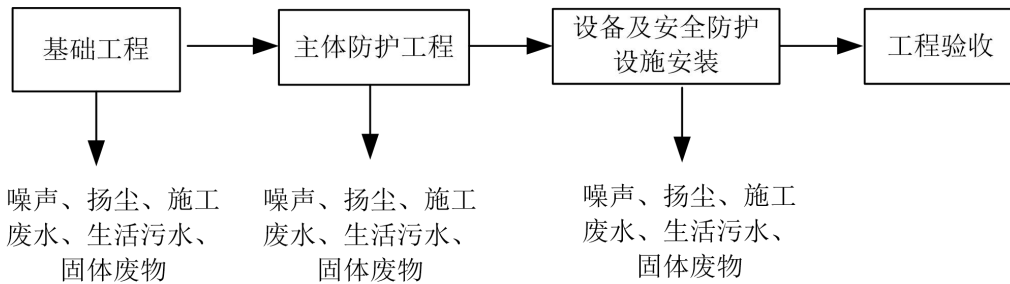 基础工程
主体防护工程
设备及安全防护
设施安装
工程验收
噪声、扬尘、施工
废水、生活污水、
固体废物
噪声、扬尘、施工
废水、生活污水、
固体废物
噪声、扬尘、施工
废水、生活污水、
固体废物